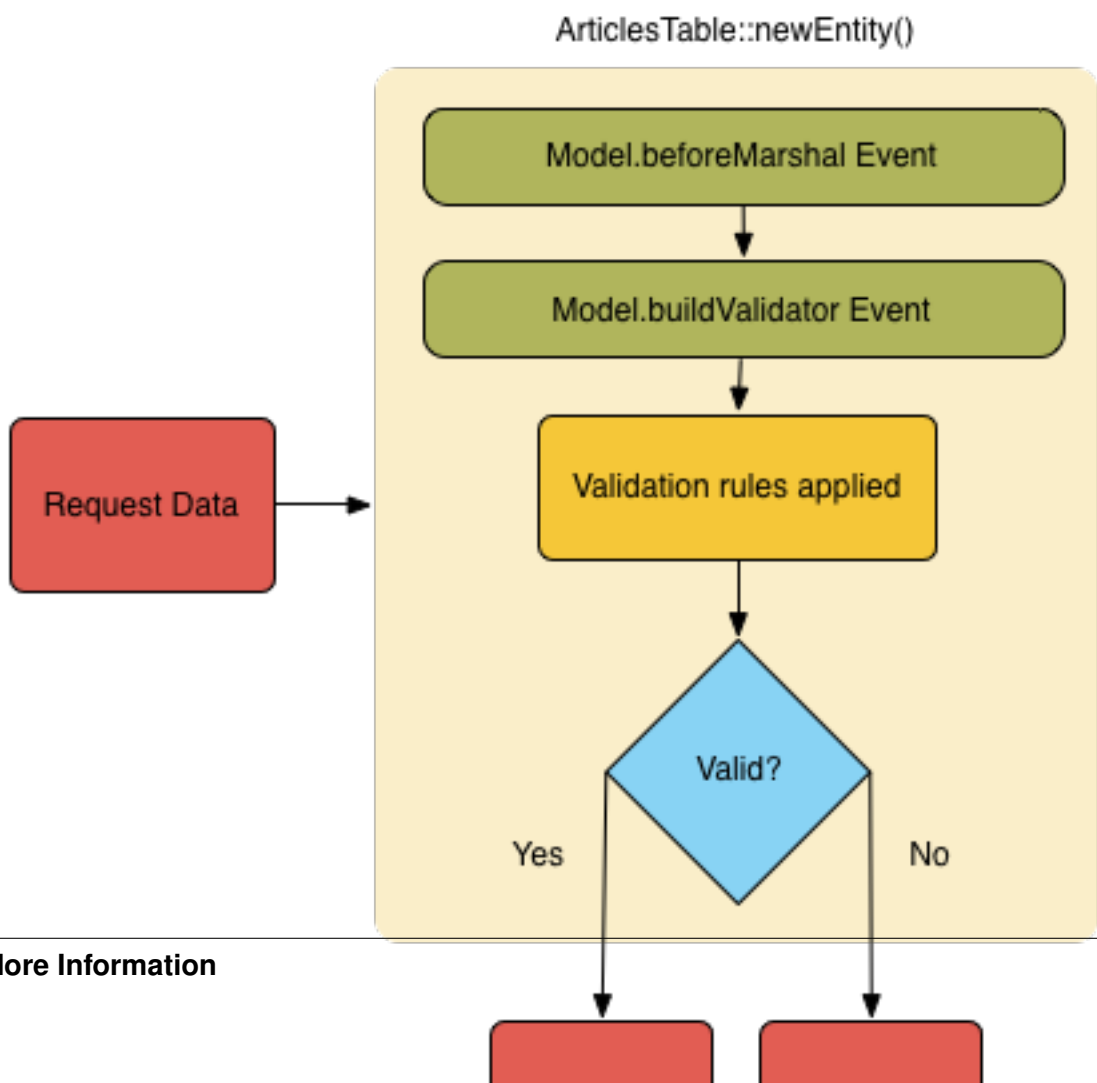 ArticlesTable::newEntity()
Model.beforeMarshal Event
Model.buildValidator Event
Validation rules applied
Request Data
Valid?
Yes
No
Information